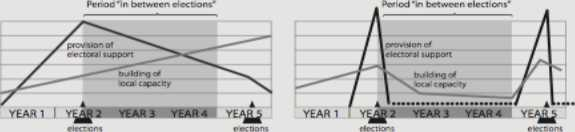 Period "in between elections"
provision of
electoral support
building of
local capacity
YEAR 1
YEAR 2
YEAR 3
YEAR 4
YEAR 5
elections
elections
Period "in between elections"
provision of
electoral support
building of
local capacity
YEAR 1
YEAR 2
YEAR 3
YEAR 4
YEAR 5
elections
elections